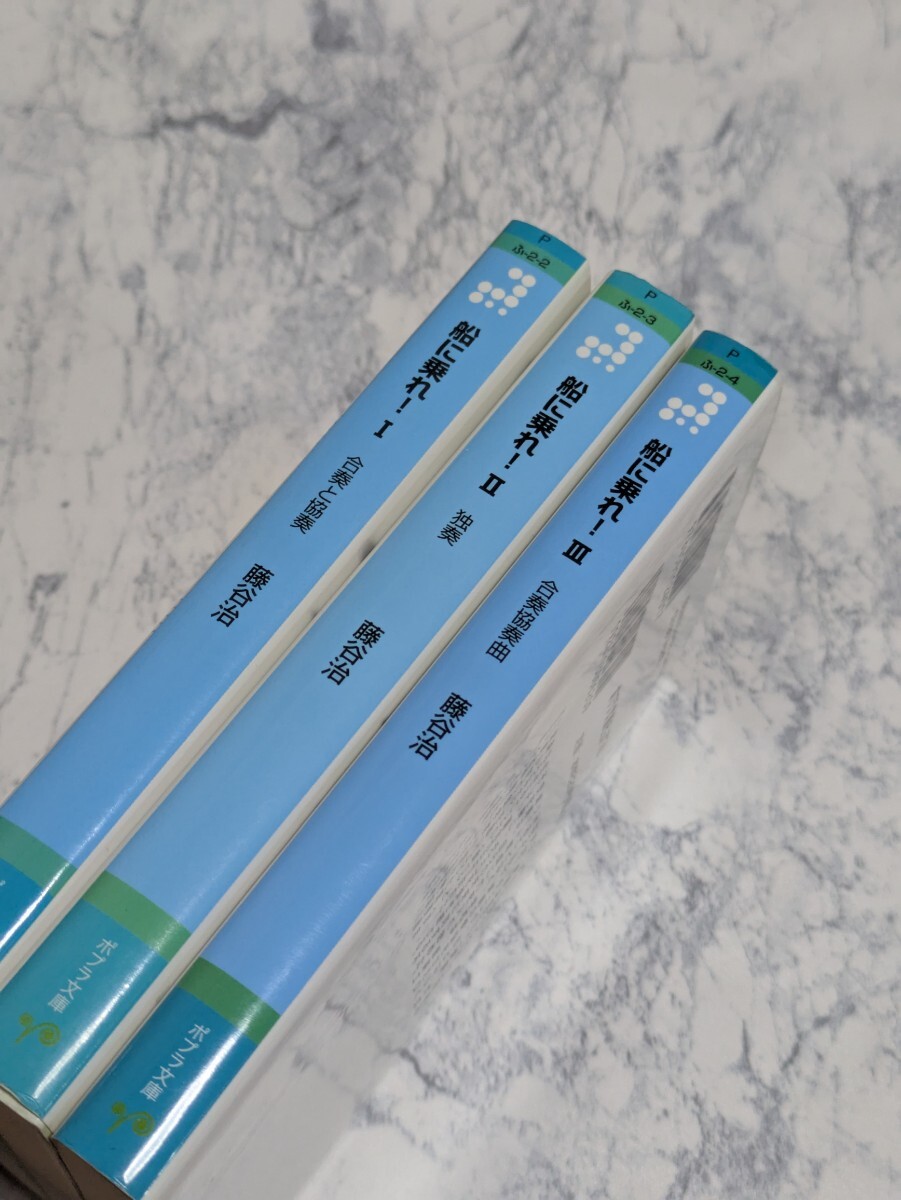 P
ふ-2-2
船に乗れ! I
合奏と協奏
藤谷治
P
ふ-2-3
船に乗れ! II
独奏
藤谷治
ポプラ文庫
P
ふ-2-4
船に乗れ! III
合奏協奏曲
藤谷治
ポプラ文庫